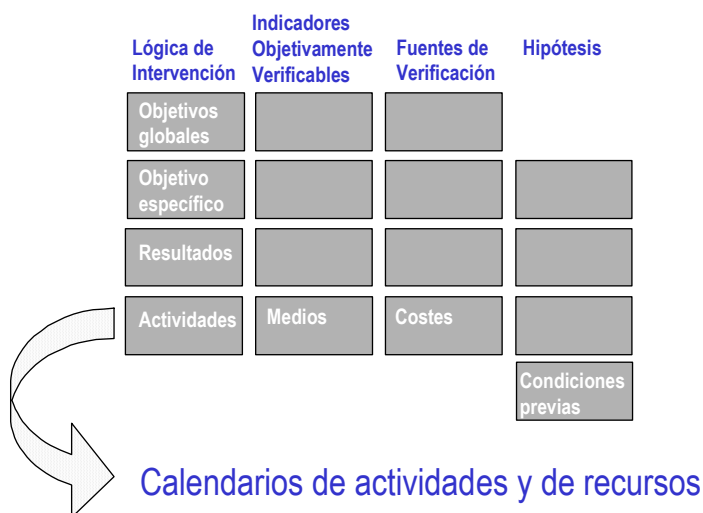 Lógica de
Intervención
Indicadores
Objetivamente
Verificables
Fuentes de
Verificación
Hipótesis
Objetivos
globales
Objetivo
específico
Resultados
Actividades
Medios
Costes
Condiciones
previas
Calendarios de actividades y de recursos